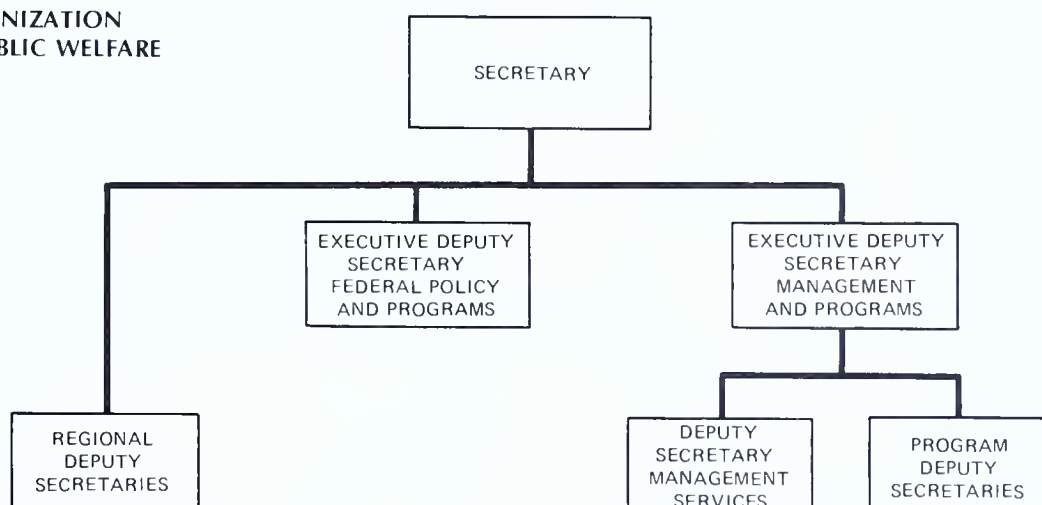 NIZATION
BLIC WELFARE
SECRETARY
EXECUTIVE DEPUTY
SECRETARY
FEDERAL POLICY
AND PROGRAMS
EXECUTIVE DEPUTY
SECRETARY
MANAGEMENT
AND PROGRAMS
REGIONAL
DEPUTY
SECRETARIES
DEPUTY
SECRETARY
MANAGEMENT
SERVICES
PROGRAM
DEPUTY
SECRETARIES